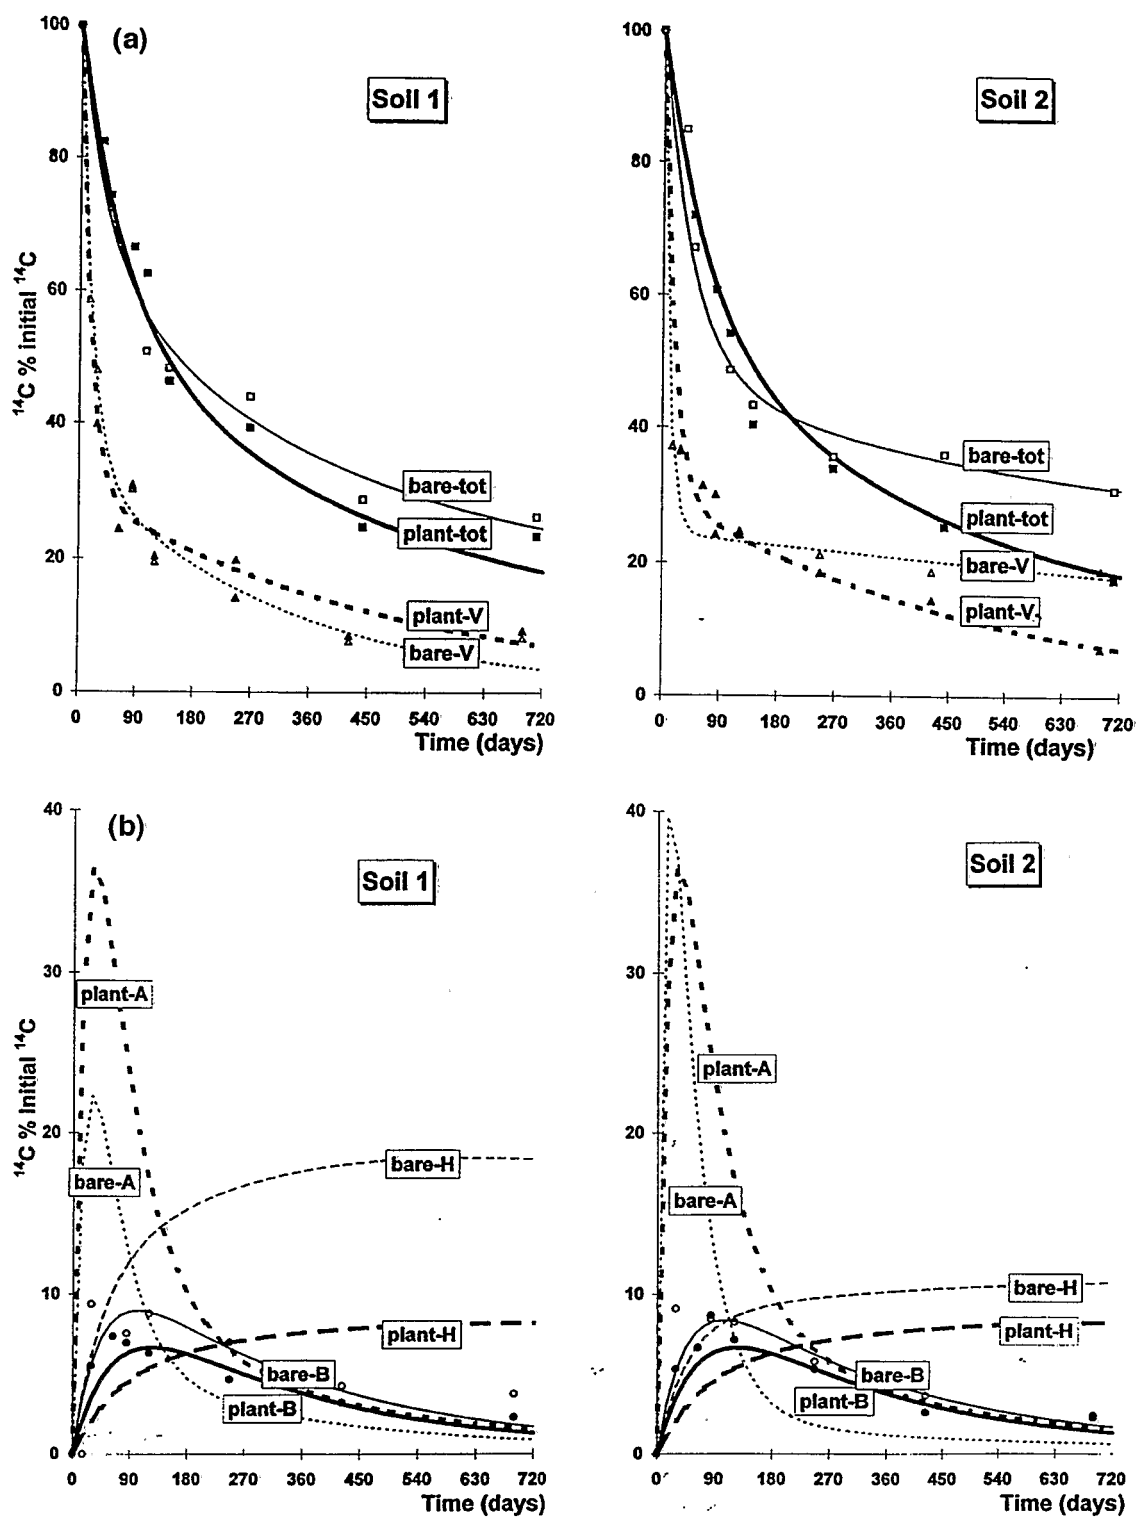 (a)
Soil 1
100
80
60
40
20
0
14C % initial 14C
bare-tot
plant-tot
plant-V
bare-V
0 90 180 270 360 450 540 630 720
Time (days)
Soil 2
100
80
60
40
20
0
bare-tot
plant-tot
bare-V
plant-V
0 90 180 270 360 450 540 630 720
Time (days)
(b)
Soil 1
40
30
20
10
0
14C % Initial 14C
plant-A
bare-A
bare-H
plant-H
bare-B
plant-B
0 90 180 270 360 450 540 630 720
Time (days)
Soil 2
40
30
20
10
0
plant-A
bare-A
bare-H
plant-H
bare-B
plant-B
0 90 180 270 360 450 540 630 720
Time (days)